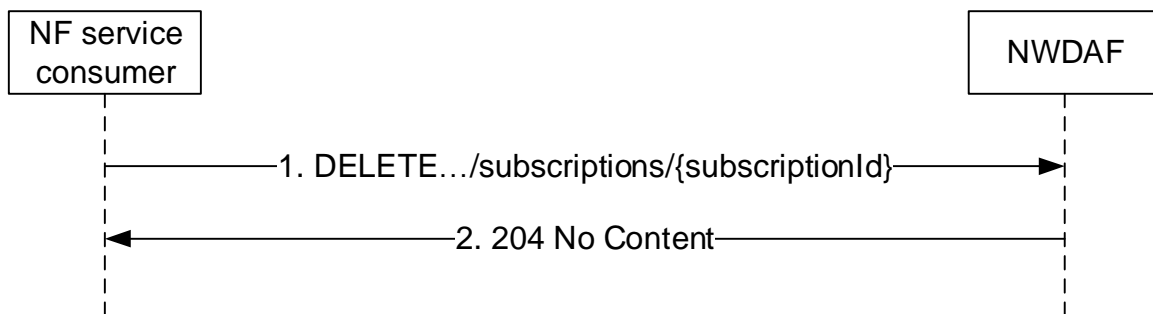 NF service
consumer
NWDAF
1. DELETE…/subscriptions/{subscriptionId}
2. 204 No Content